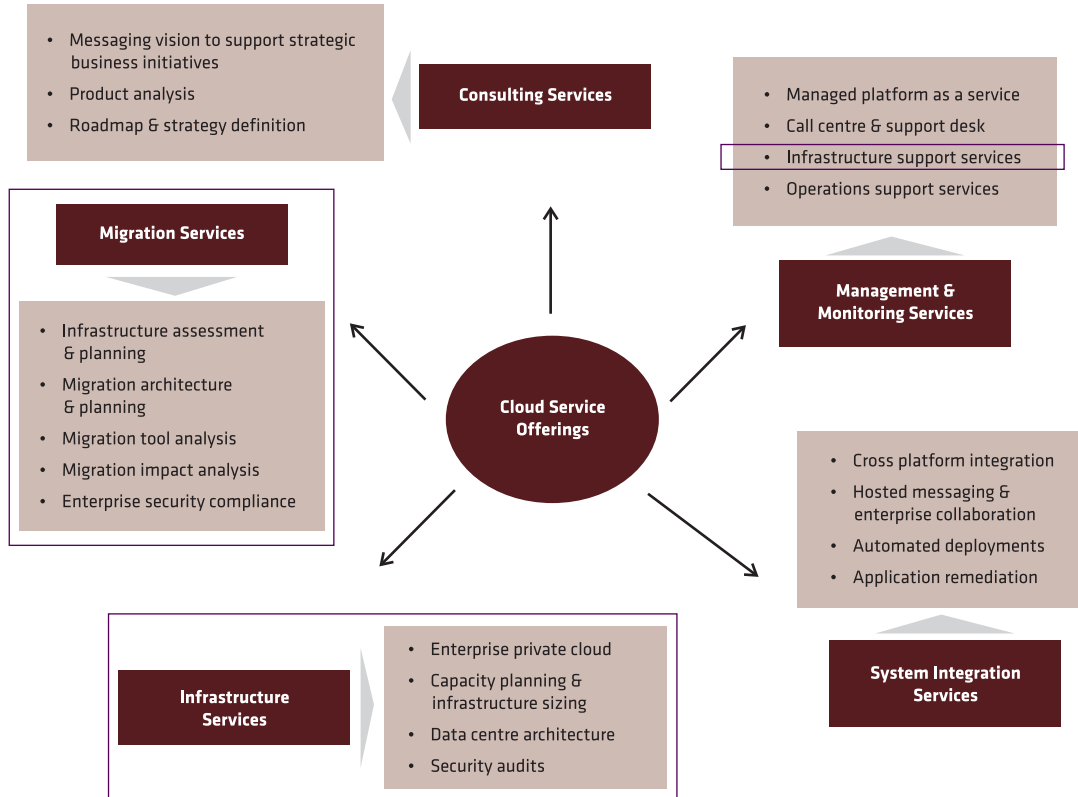 • Messaging vision to support strategic
business initiatives
• Product analysis
• Roadmap & strategy definition
Consulting Services
• Managed platform as a service
• Call centre & support desk
• Infrastructure support services
• Operations support services
Management &
Monitoring Services
Migration Services
• Infrastructure assessment
& planning
• Migration architecture
& planning
• Migration tool analysis
• Migration impact analysis
• Enterprise security compliance
Cloud Service
Offerings
• Cross platform integration
• Hosted messaging &
enterprise collaboration
• Automated deployments
• Application remediation
System Integration
Services
Infrastructure
Services
• Enterprise private cloud
• Capacity planning &
infrastructure sizing
• Data centre architecture
• Security audits